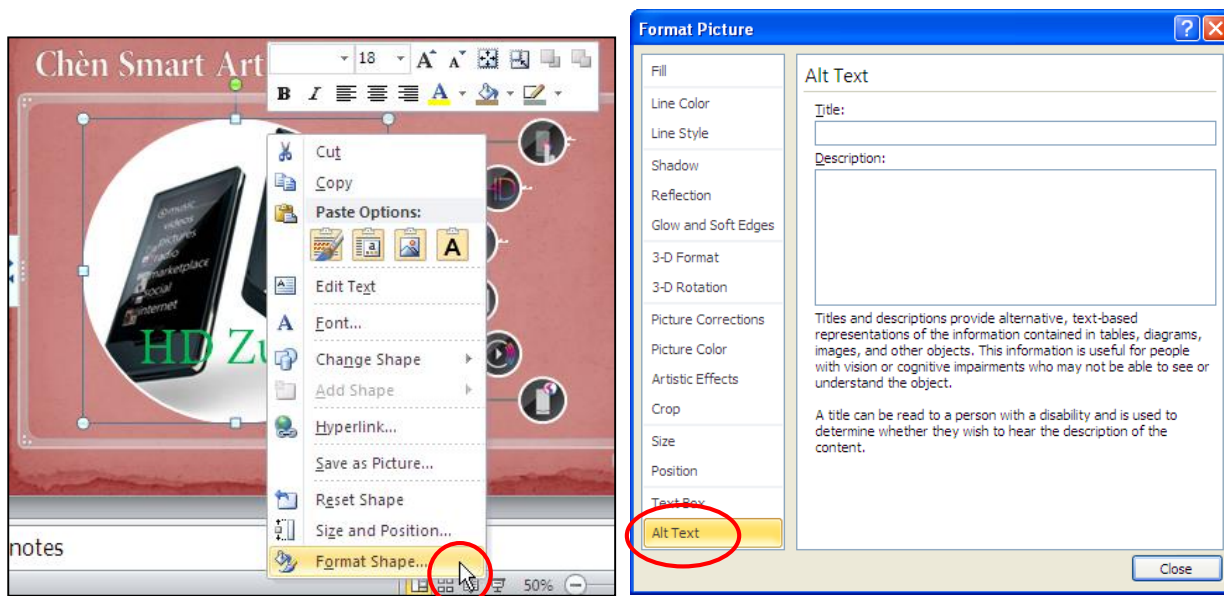 Chèn Smart Art
18
A
A
B I A
Cut
Copy
Paste Options:
A
Edit Text
A Font...
Change Shape
Add Shape
Hyperlink...
Save as Picture...
Reset Shape
Size and Position...
Format Shape...
music
videos
pictures
radio
marketplace
social
internet
HD
notes
50%
Format Picture
?
X
Fill
Line Color
Line Style
Shadow
Reflection
Glow and Soft Edges
3-D Format
3-D Rotation
Picture Corrections
Picture Color
Artistic Effects
Crop
Size
Position
Text Box
Alt Text
Alt Text
Title:
Description:
Titles and descriptions provide alternative, text-based
representations of the information contained in tables, diagrams,
images, and other objects. This information is useful for people
with vision or cognitive impairments who may not be able to see or
understand the object.
A title can be read to a person with a disability and is used to
determine whether they wish to hear the description of the
content.
Close